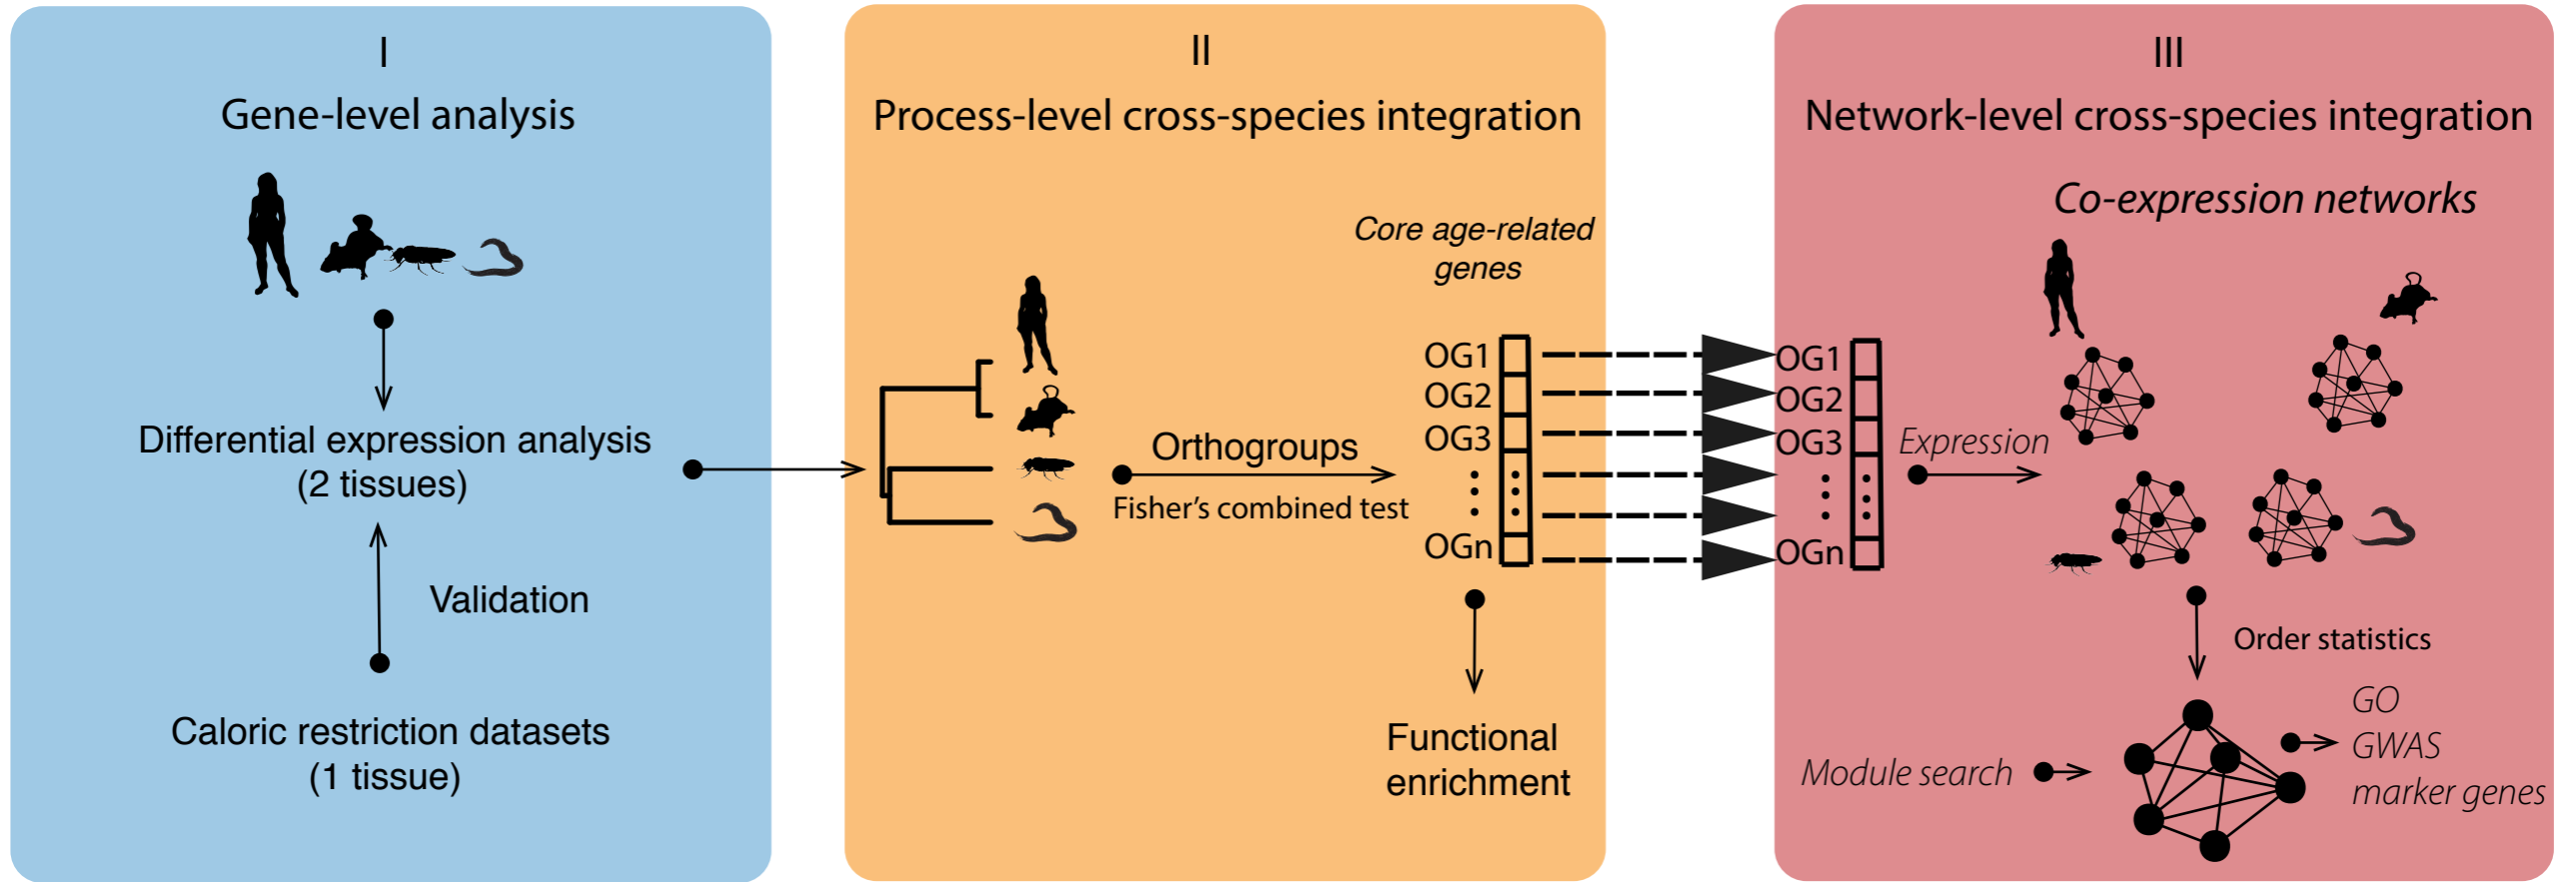 I
Gene-level analysis
Differential expression analysis
(2 tissues)
Validation
Caloric restriction datasets
(1 tissue)
II
Process-level cross-species integration
Core age-related
genes
Orthogroups
Fisher's combined test
OG1
OG2
OG3
OGn
Functional
enrichment
III
Network-level cross-species integration
Co-expression networks
OG1
OG2
OG3
OGn
Expression
Order statistics
Module search
GO
GWAS
marker genes